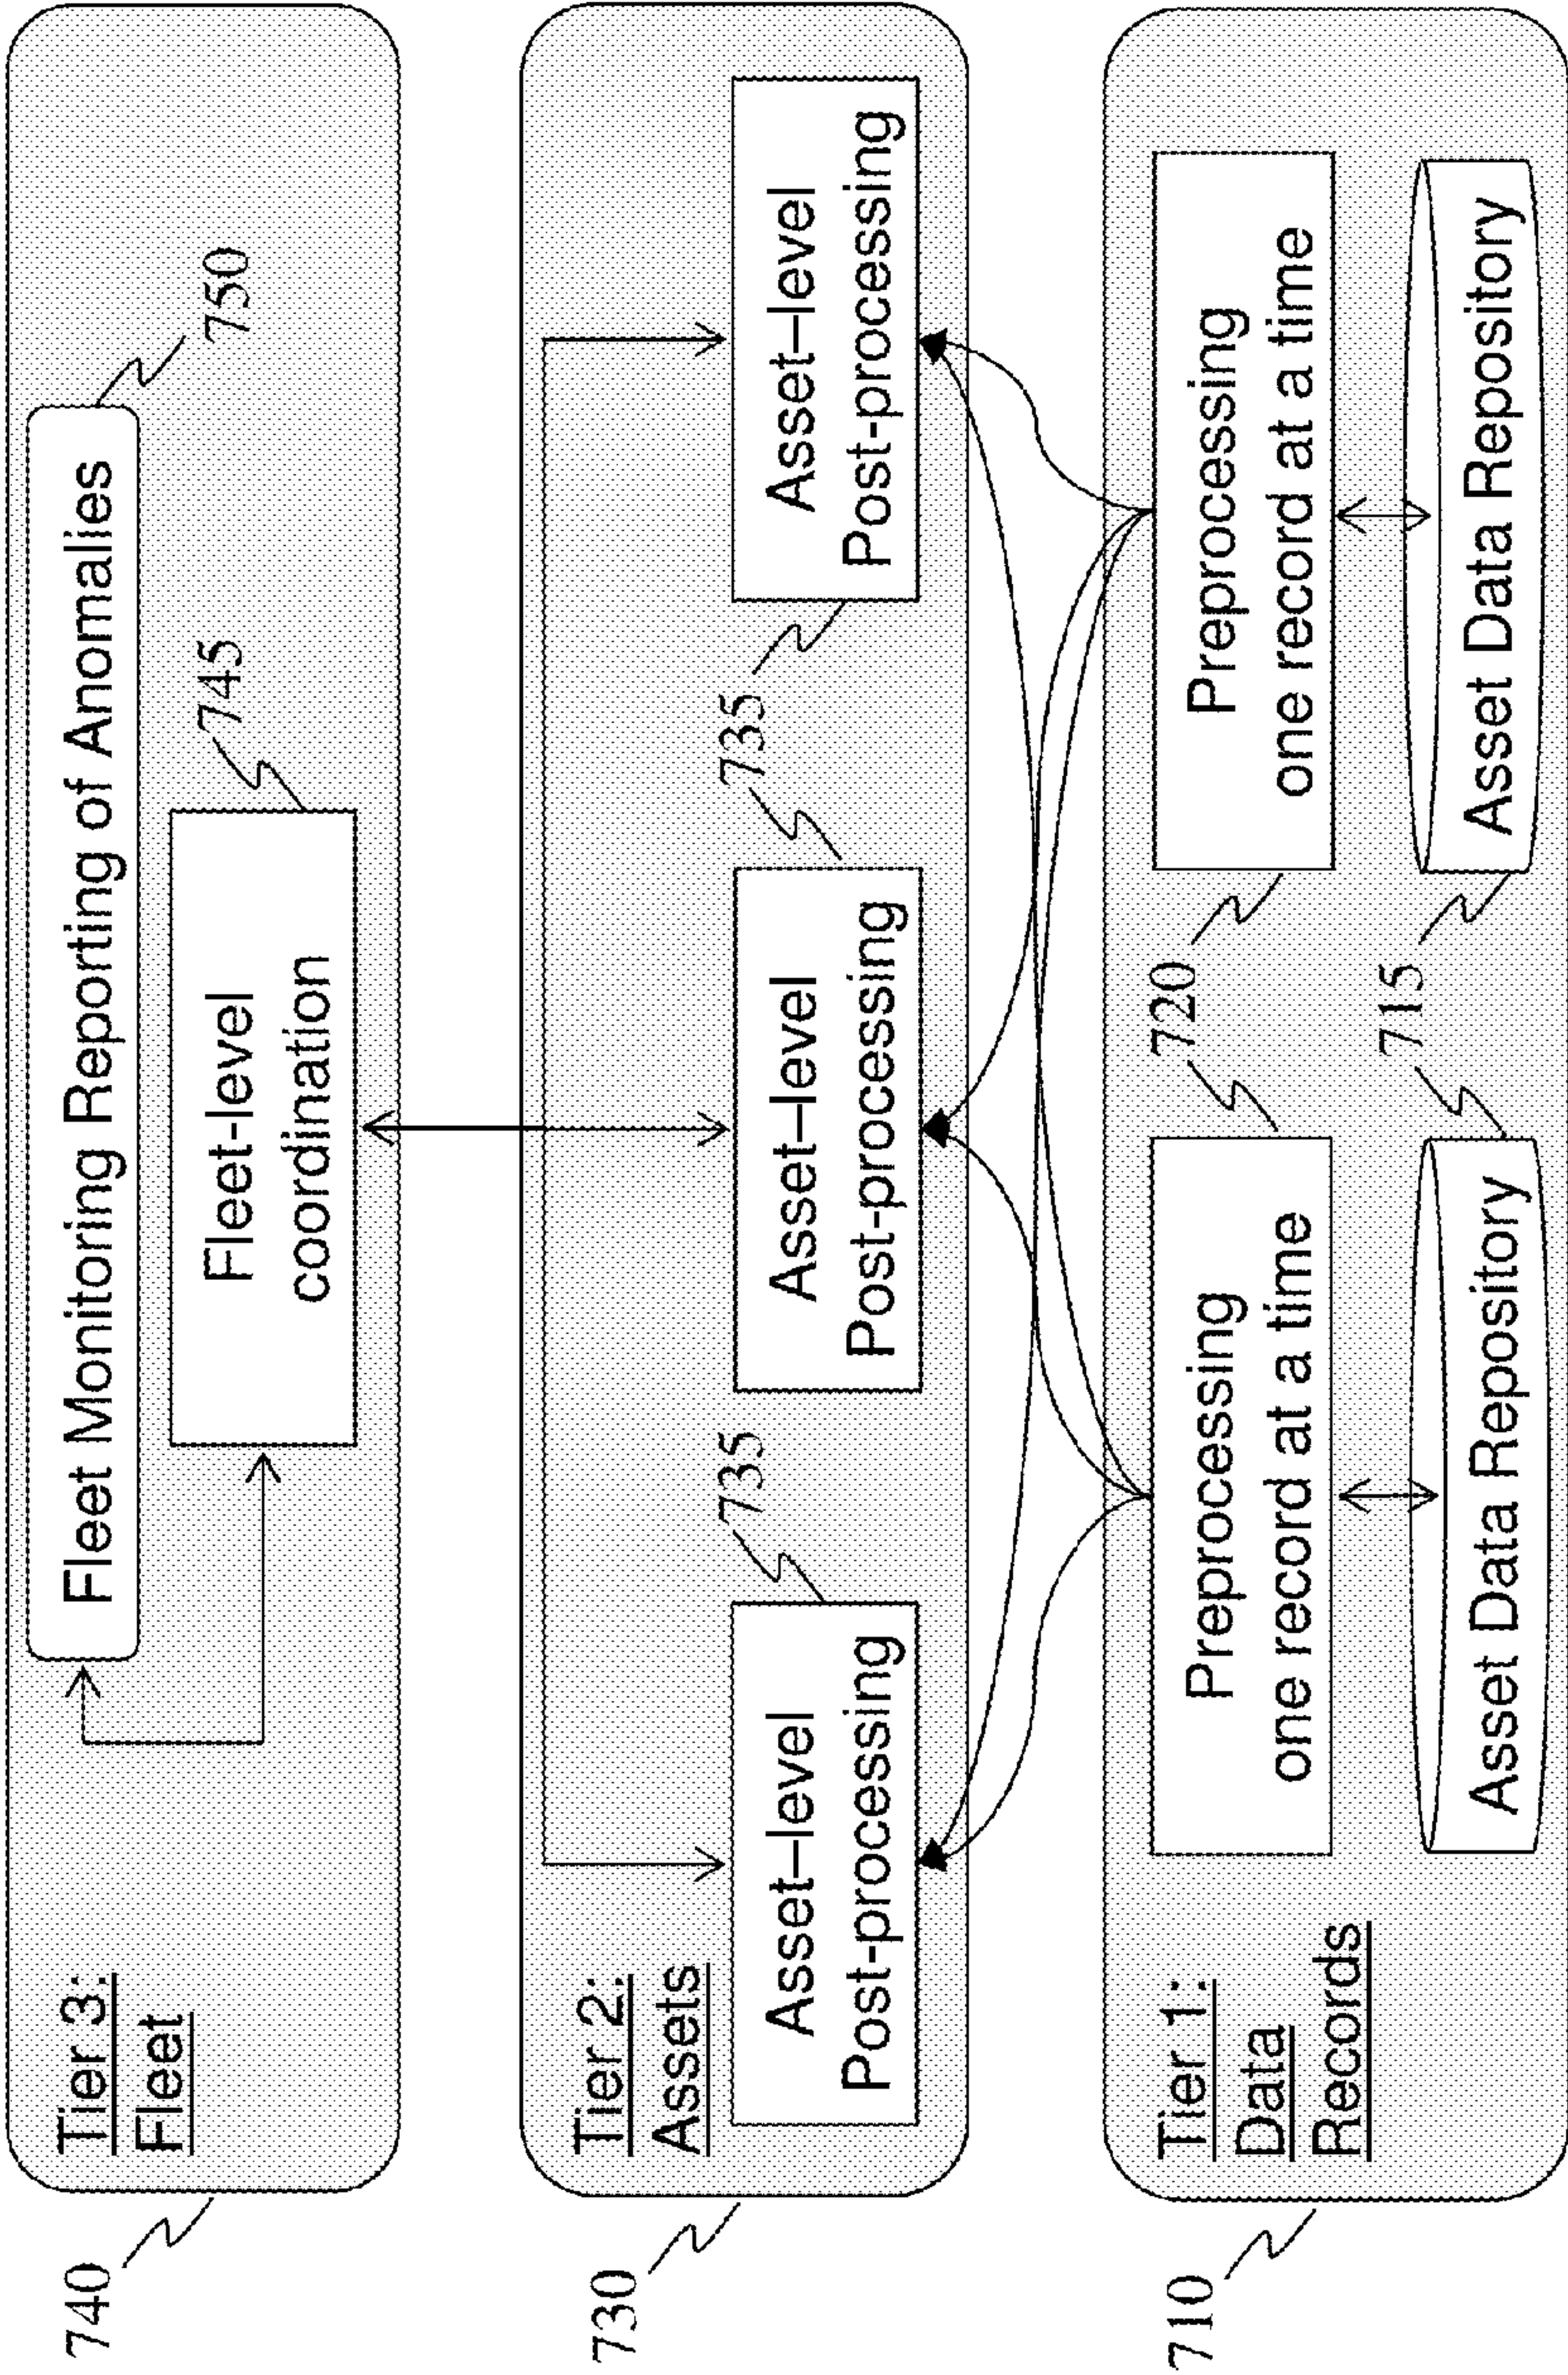 740
Tier 3:
Fleet
Fleet Monitoring Reporting of Anomalies
750
Fleet-level
coordination
745
730
Tier 2:
Assets
Asset–level
Post-processing
735
Asset–level
Post-processing
735
Asset–level
Post-processing
710
Tier 1:
Data
Records
Preprocessing
one record at a time
720
Preprocessing
one record at a time
Asset Data Repository
715
Asset Data Repository